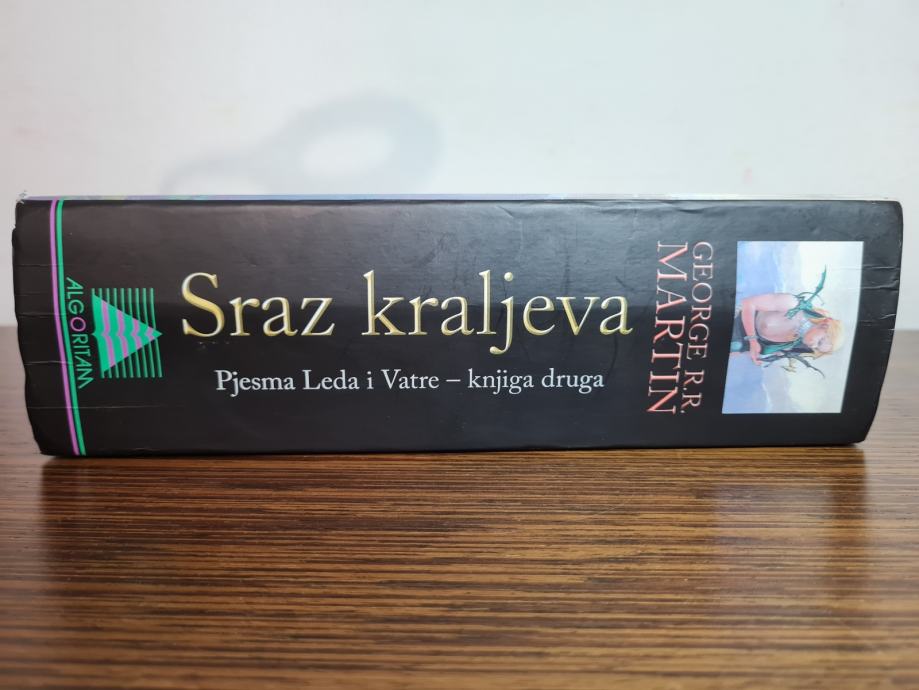 ALGORITAM
Sraz kraljeva
Pjesma Leda i Vatre – knjiga druga
GEORGE R.R.
MARTIN